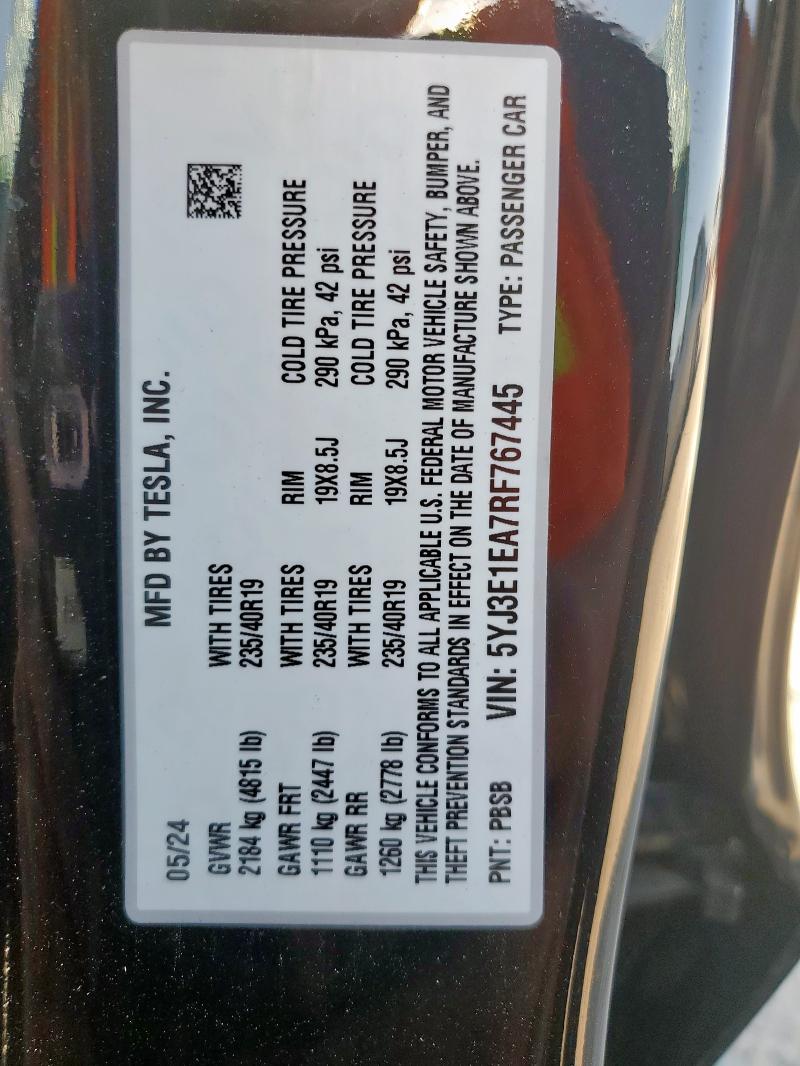 MFD BY TESLA, INC.
05/24
GVWR WITH TIRES
2184 kg (4815 lb) 235/40R19
GAWR FRT WITH TIRES RIM COLD TIRE PRESSURE
1110 kg (2447 lb) 235/40R19 19X8.5J 290 kPa, 42 psi
GAWR RR WITH TIRES RIM COLD TIRE PRESSURE
1260 kg (2778 lb) 235/40R19 19X8.5J 290 kPa, 42 psi
THIS VEHICLE CONFORMS TO ALL APPLICABLE U.S. FEDERAL MOTOR VEHICLE SAFETY, BUMPER, AND
THEFT PREVENTION STANDARDS IN EFFECT ON THE DATE OF MANUFACTURE SHOWN ABOVE.
PNT: PBSB VIN: 5YJ3E1EA7RF767445 TYPE: PASSENGER CAR